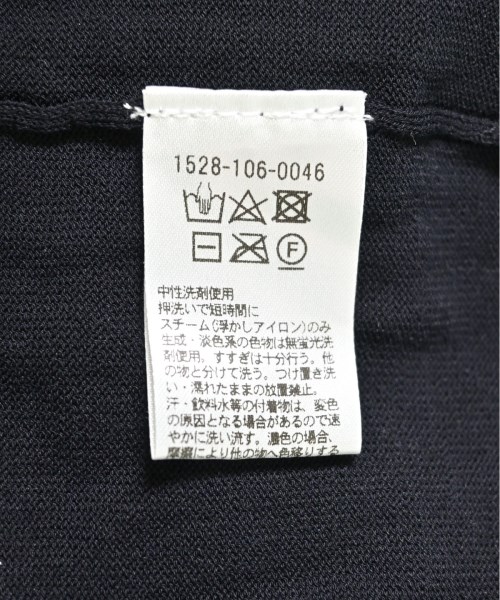 1528-106-0046
F
中性洗剤使用
押洗いで短時間に
スチーム(浮かしアイロン)のみ
生成・淡色系の色物は無蛍光洗
剤使用。すすぎは十分行う。他
の物と分けて洗う。つけ置き洗
い・濡れたままの放置禁止。
汗・飲料水等の付着物は、変色
の原因となる場合があるので速
やかに洗い流す。濃色の場合、
摩擦により他の物へ色移りする